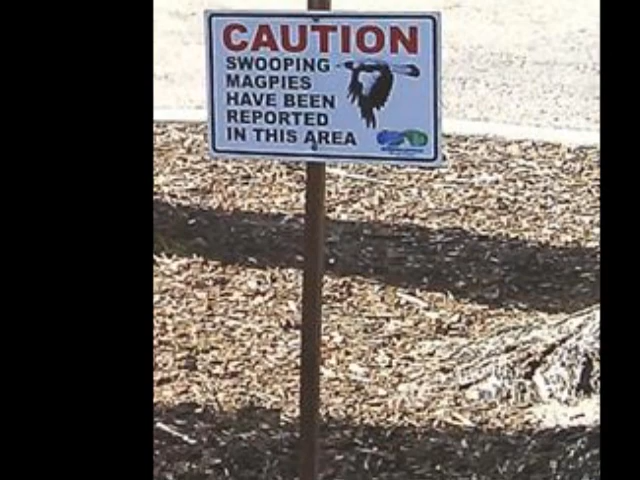 CAUTION
SWOOPING
MAGPIES
HAVE BEEN
REPORTED
IN THIS AREA